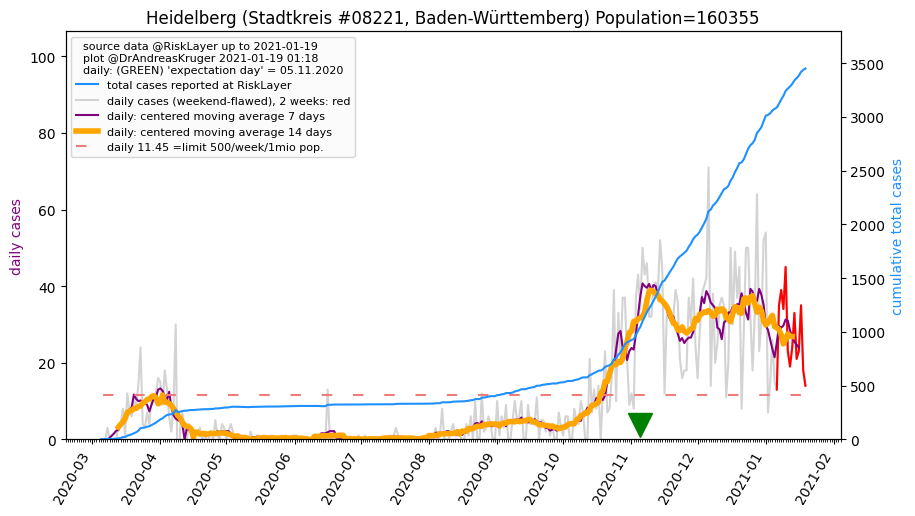 Heidelberg (Stadtkreis #08221, Baden-Württemberg) Population=160355
source data @RiskLayer up to 2021-01-19
plot @DrAndreasKruger 2021-01-19 01:18
daily: (GREEN) 'expectation day' = 05.11.2020
total cases reported at RiskLayer
daily cases (weekend-flawed), 2 weeks: red
daily: centered moving average 7 days
daily: centered moving average 14 days
daily 11.45 =limit 500/week/1mio pop.
daily cases
100
80
60
40
20
0
cumulative total cases
3500
3000
2500
2000
1500
1000
500
0
2020-03
2020-04
2020-05
2020-06
2020-07
2020-08
2020-09
2020-10
2020-11
2020-12
2021-01
2021-02